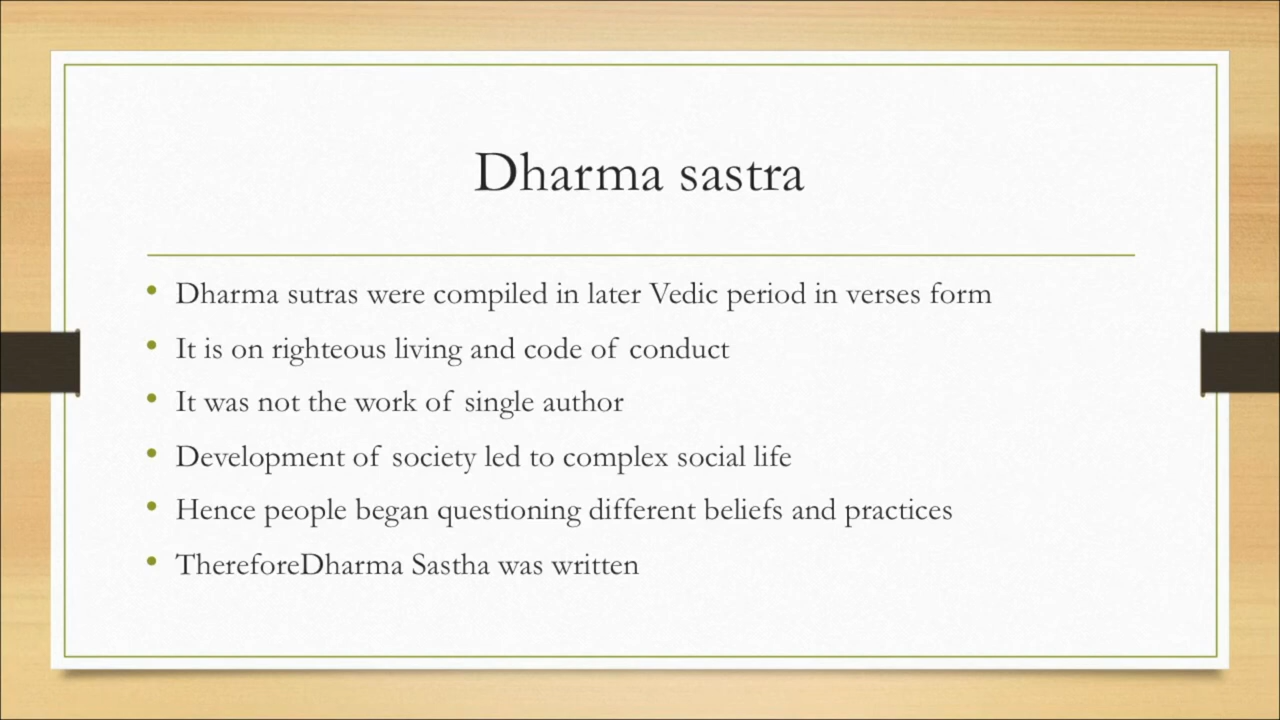 Dharma sastra
• Dharma sutras were compiled in later Vedic period in verses form
• It is on righteous living and code of conduct
• It was not the work of single author
• Development of society led to complex social life
• Hence people began questioning different beliefs and practices
• ThereforeDharma Sastha was written